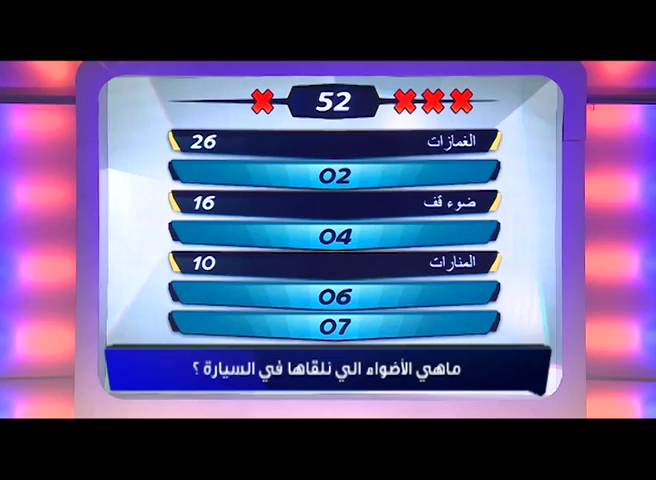 52
الغمازات 26
02
ضوء قف 16
04
المنارات 10
06
07
ماهي الأضواء الي نلقاها في السيارة ؟